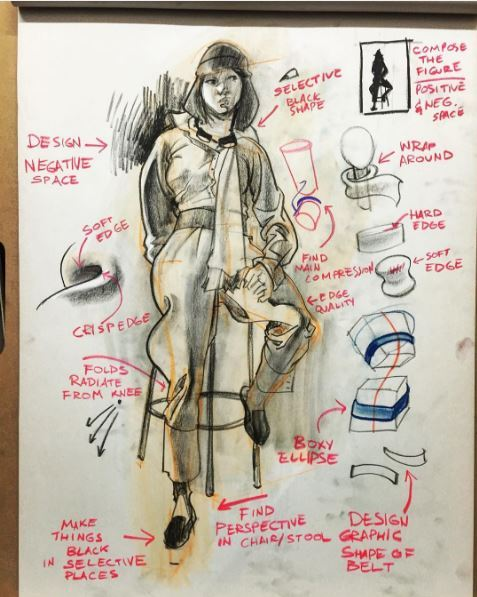 COMPOSE
THE
FIGURE
POSITIVE
& NEG.
SPACE
SELECTIVE
BLACK
SHAPE
DESIGN
NEGATIVE
SPACE
WRAP
AROUND
HARD
EDGE
SOFT
EDGE
FIND
MAIN
COMPRESSION
SOFT
EDGE
EDGE
QUALITY
CRISP EDGE
FOLDS
RADIATE
FROM KNEE
BOXY
ELLIPSE
FIND
PERSPECTIVE
IN CHAIR/STOOL
DESIGN
GRAPHIC
SHAPE OF
BELT
MAKE
THINGS
BLACK
IN SELECTIVE
PLACES